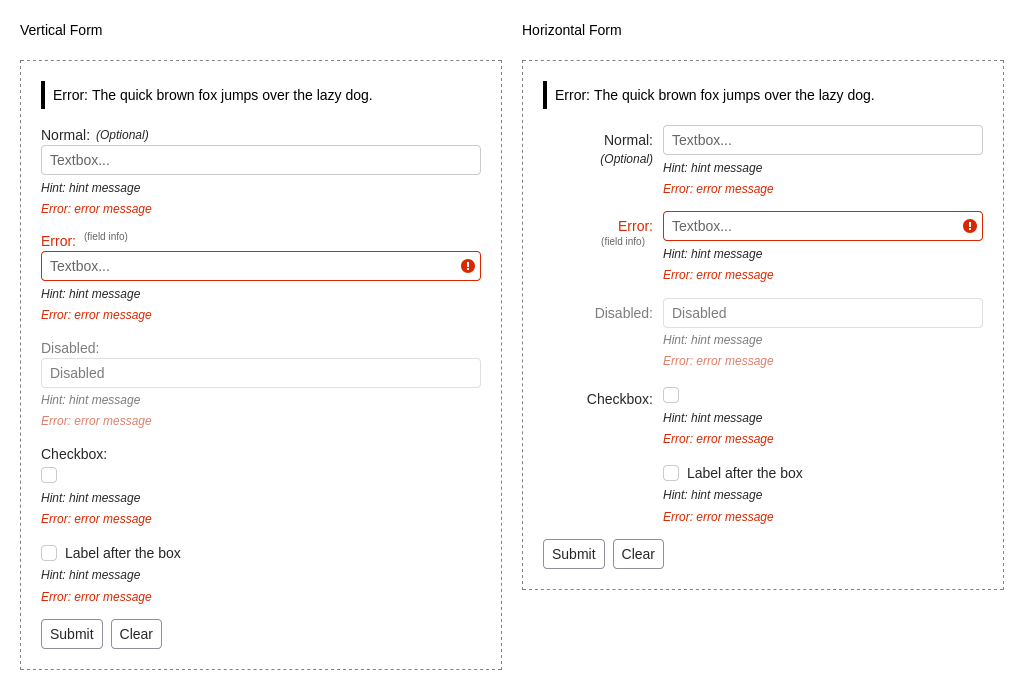 Vertical Form
Error: The quick brown fox jumps over the lazy dog.
Normal: (Optional)
Textbox...
Hint: hint message
Error: error message
Error: (field info)
Textbox...
Hint: hint message
Error: error message
Disabled:
Disabled
Hint: hint message
Error: error message
Checkbox:
Hint: hint message
Error: error message
Label after the box
Hint: hint message
Error: error message
Submit Clear
Horizontal Form
Error: The quick brown fox jumps over the lazy dog.
Normal: Textbox...
(Optional) Hint: hint message
Error: error message
Error: Textbox...
(field info) Hint: hint message
Error: error message
Disabled: Disabled
Hint: hint message
Error: error message
Checkbox:
Hint: hint message
Error: error message
Label after the box
Hint: hint message
Error: error message
Submit Clear